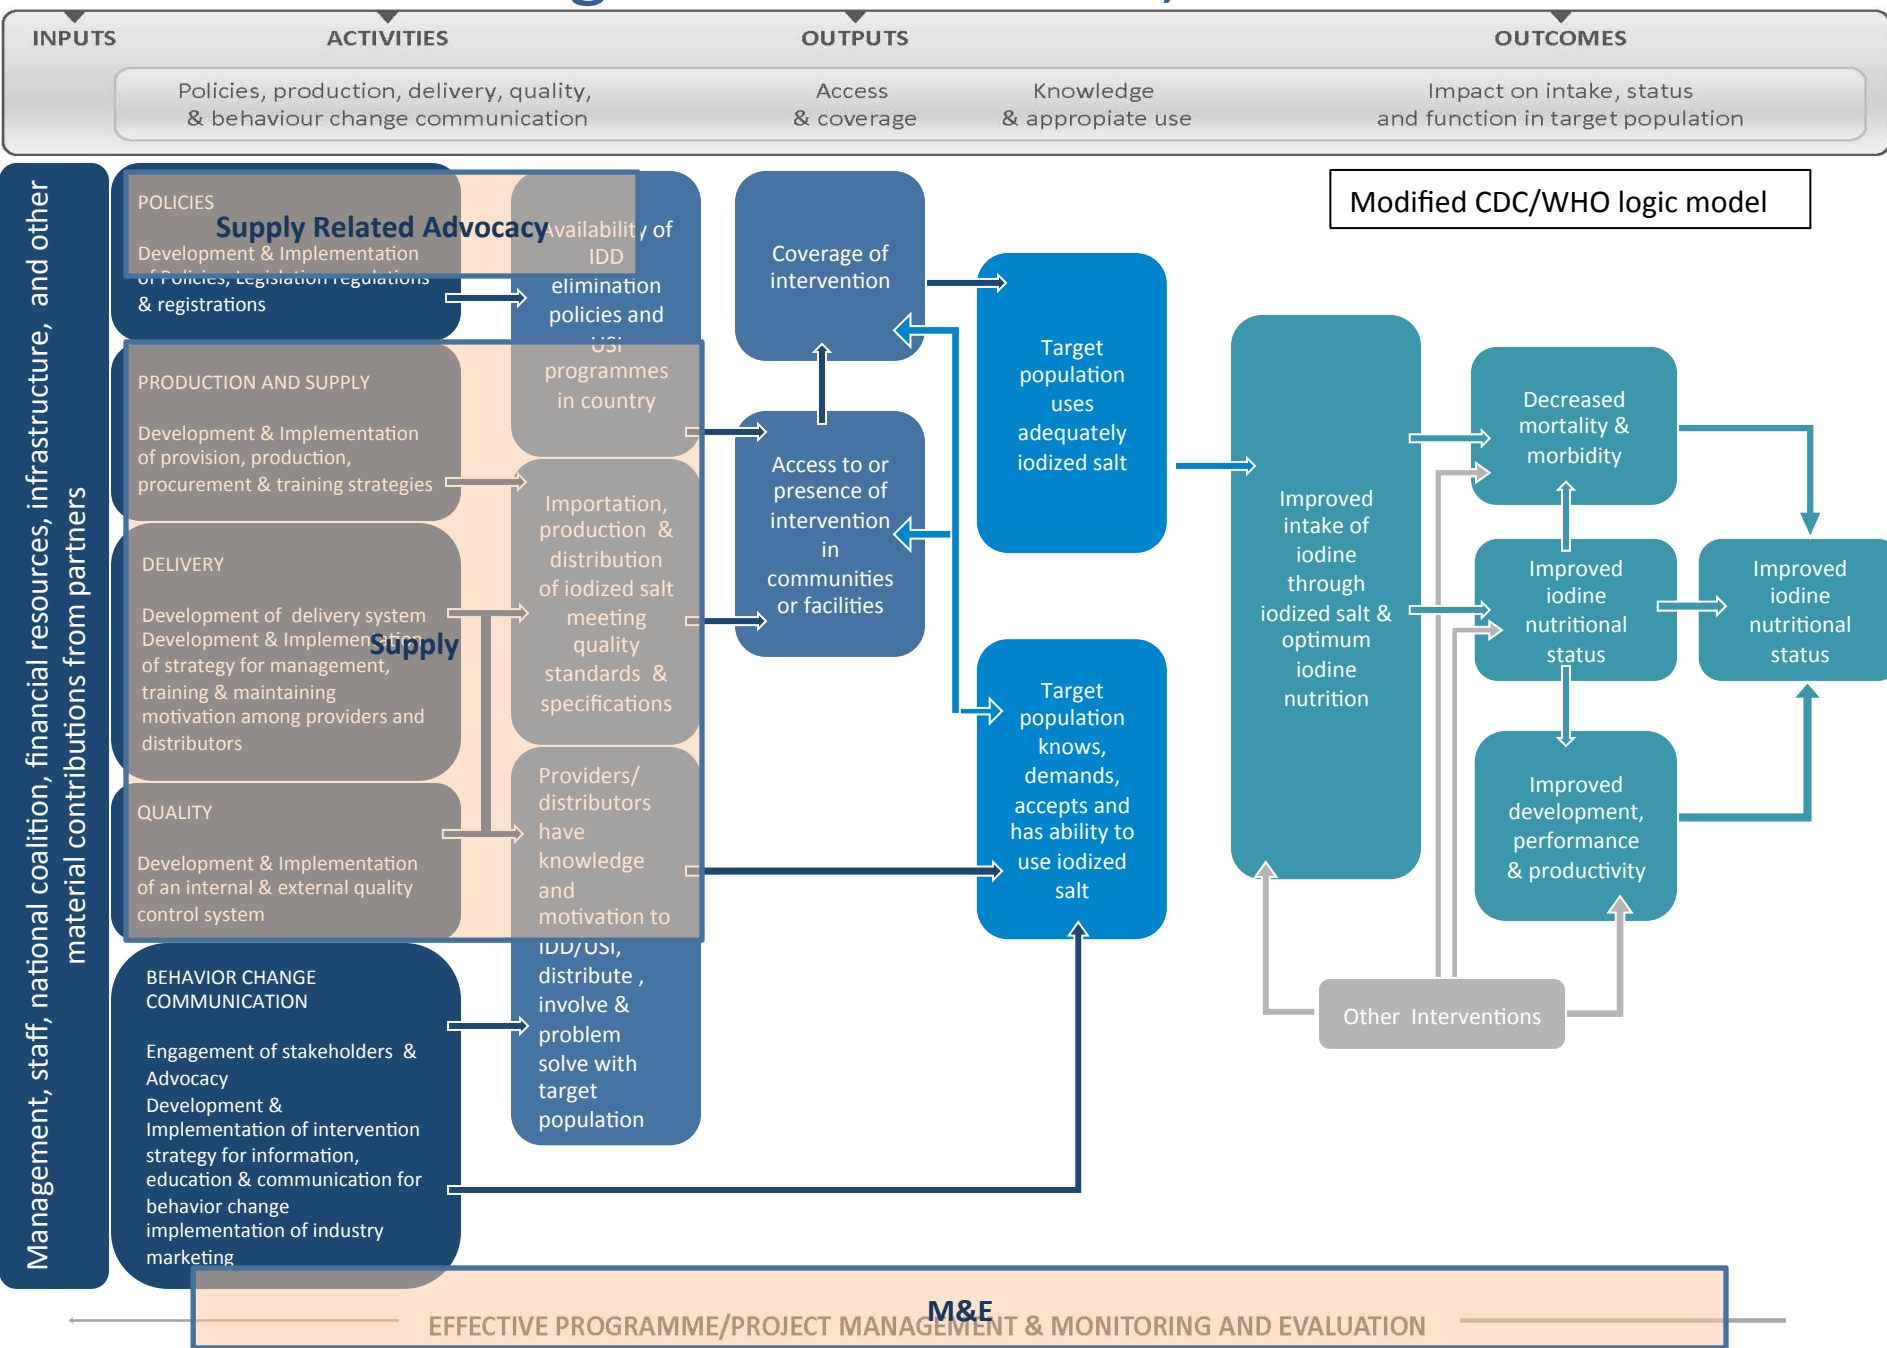 INPUTS
ACTIVITIES
OUTPUTS
OUTCOMES
Policies, production, delivery, quality,
& behaviour change communication
Access
& coverage
Knowledge
& appropiate use
Impact on intake, status
and function in target population
Modified CDC/WHO logic model
Management, staff, national coalition, financial resources, infrastructure, and other
material contributions from partners
POLICIES
Supply Related Advocacy
Development & Implementation
of Policies, Legislation regulations
& registrations
PRODUCTION AND SUPPLY
Development & Implementation
of provision, production,
procurement & training strategies
DELIVERY
Development of delivery system
Development & Implementation
of strategy for management,
training & maintaining
motivation among providers and
distributors
Supply
QUALITY
Development & Implementation
of an internal & external quality
control system
BEHAVIOR CHANGE
COMMUNICATION
Engagement of stakeholders &
Advocacy
Development &
Implementation of intervention
strategy for information,
education & communication for
behavior change
implementation of industry
marketing
Availability of
IDD
elimination
policies and
USI
programmes
in country
Importation,
production &
distribution
of iodized salt
meeting
quality
standards &
specifications
Providers/
distributors
have
knowledge
and
motivation to
IDD/USI,
distribute ,
involve &
problem
solve with
target
population
Coverage of
intervention
Access to or
presence of
intervention
in
communities
or facilities
Target
population
uses
adequately
iodized salt
Target
population
knows,
demands,
accepts and
has ability to
use iodized
salt
Improved
intake of
iodine
through
iodized salt &
optimum
iodine
nutrition
Decreased
mortality &
morbidity
Improved
iodine
nutritional
status
Improved
iodine
nutritional
status
Improved
development,
performance
& productivity
Other Interventions
M&E
EFFECTIVE PROGRAMME/PROJECT MANAGEMENT & MONITORING AND EVALUATION